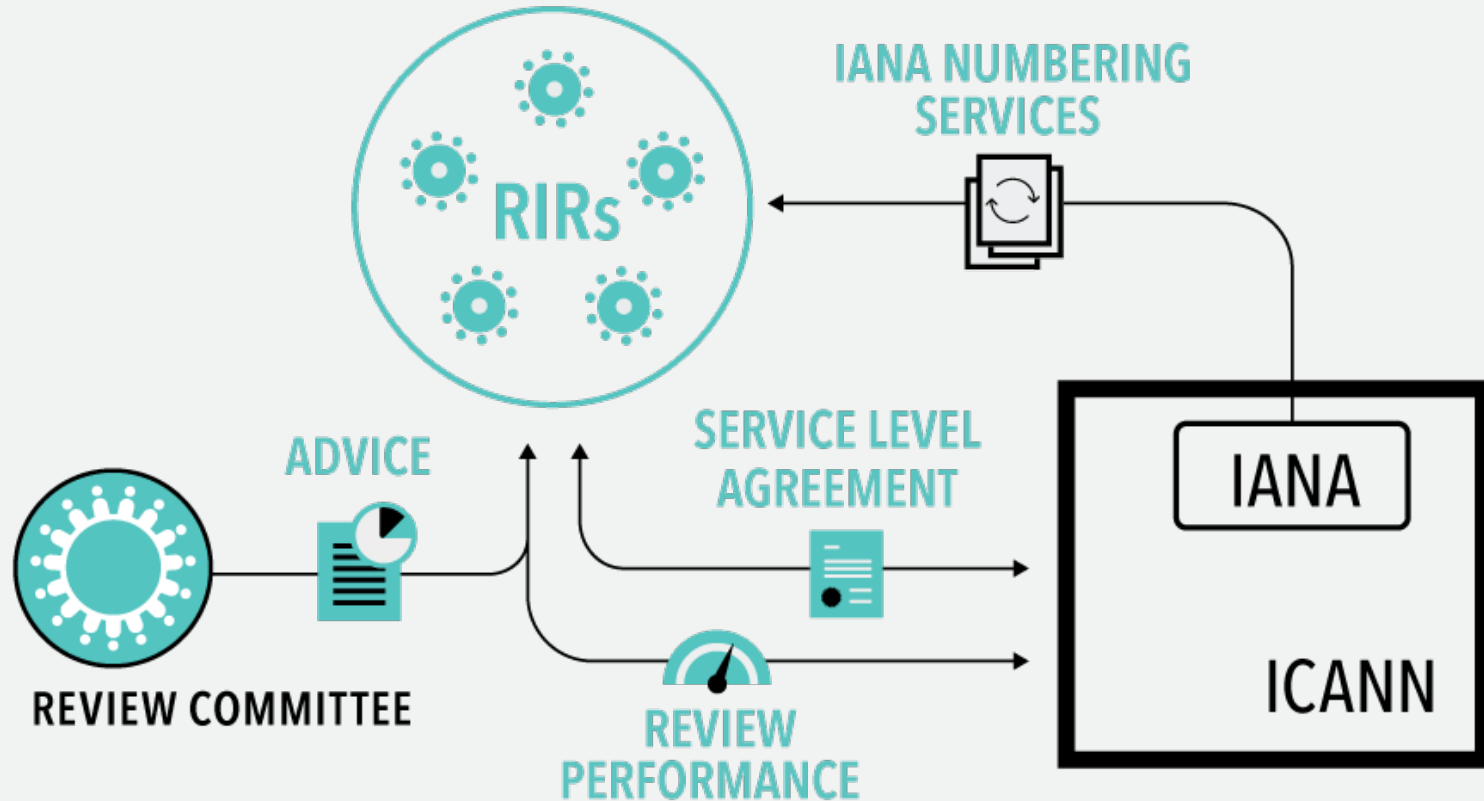 IANA NUMBERING
SERVICES
RIRs
ADVICE
SERVICE LEVEL
AGREEMENT
IANA
REVIEW COMMITTEE
ICANN
REVIEW
PERFORMANCE